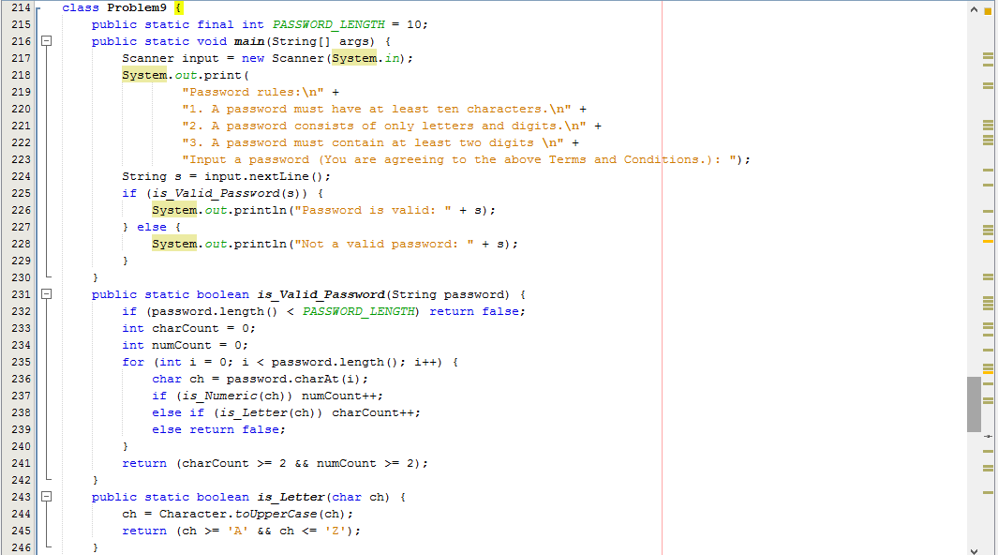 214 class Problem9 {
215 public static final int PASSWORD_LENGTH = 10;
216 public static void main(String[] args) {
217 Scanner input = new Scanner(System.in);
218 System.out.print(
219 "Password rules:\n" +
220 "1. A password must have at least ten characters.\n" +
221 "2. A password consists of only letters and digits.\n" +
222 "3. A password must contain at least two digits \n" +
223 "Input a password (You are agreeing to the above Terms and Conditions.): ");
224 String s = input.nextLine();
225 if (is_Valid_Password(s)) {
226 System.out.println("Password is valid: " + s);
227 } else {
228 System.out.println("Not a valid password: " + s);
229 }
230 }
231 public static boolean is_Valid_Password(String password) {
232 if (password.length() < PASSWORD_LENGTH) return false;
233 int charCount = 0;
234 int numCount = 0;
235 for (int i = 0; i < password.length(); i++) {
236 char ch = password.charAt(i);
237 if (is_Numeric(ch)) numCount++;
238 else if (is_Letter(ch)) charCount++;
239 else return false;
240 }
241 return (charCount >= 2 && numCount >= 2);
242 }
243 public static boolean is_Letter(char ch) {
244 ch = Character.toUpperCase(ch);
245 return (ch >= 'A' && ch <= 'Z');
246 }